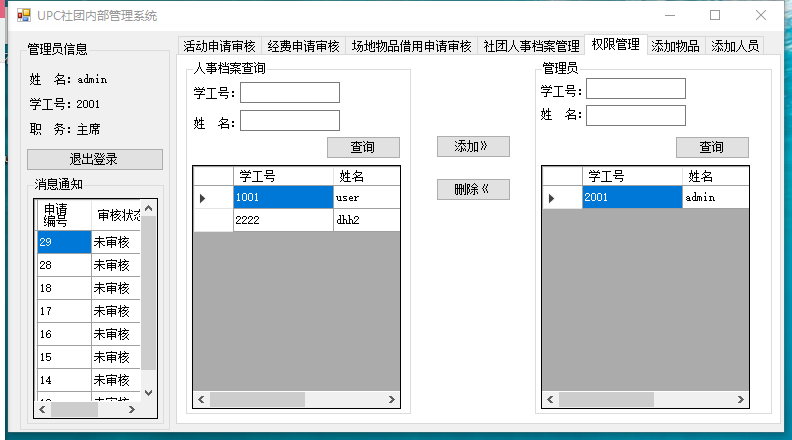 UPC社团内部管理系统
管理员信息
姓 名：admin
学工号：2001
职 务：主席
退出登录
消息通知
申请编号 审核状态
29 未审核
28 未审核
18 未审核
17 未审核
16 未审核
15 未审核
14 未审核
活动申请审核 经费申请审核 场地物品借用申请审核 社团人事档案管理 权限管理 添加物品 添加人员
人事档案查询
学工号：
姓 名：
查询
学工号 姓名
1001 user
2222 dhh2
添加》
删除《
管理员
学工号：
姓 名：
查询
学工号 姓名
2001 admin